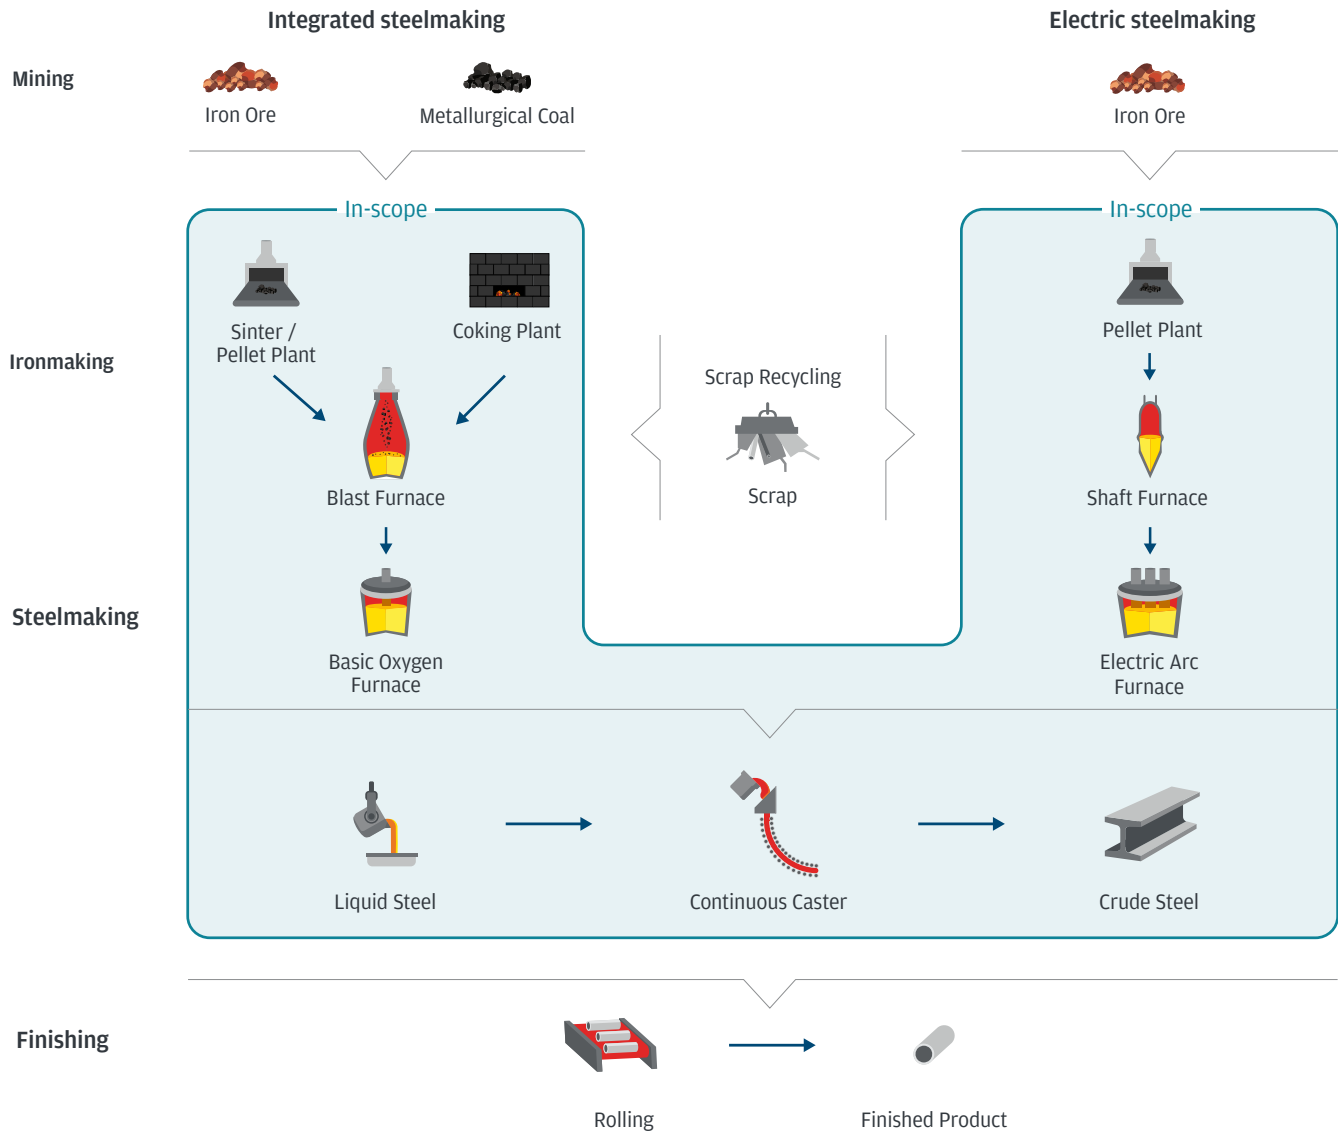 Integrated steelmaking
Electric steelmaking
Mining
Iron Ore
Metallurgical Coal
Iron Ore
In-scope
In-scope
Sinter /
Pellet Plant
Coking Plant
Pellet Plant
Ironmaking
Scrap Recycling
Scrap
Blast Furnace
Shaft Furnace
Steelmaking
Basic Oxygen
Furnace
Electric Arc
Furnace
Liquid Steel
Continuous Caster
Crude Steel
Finishing
Rolling
Finished Product